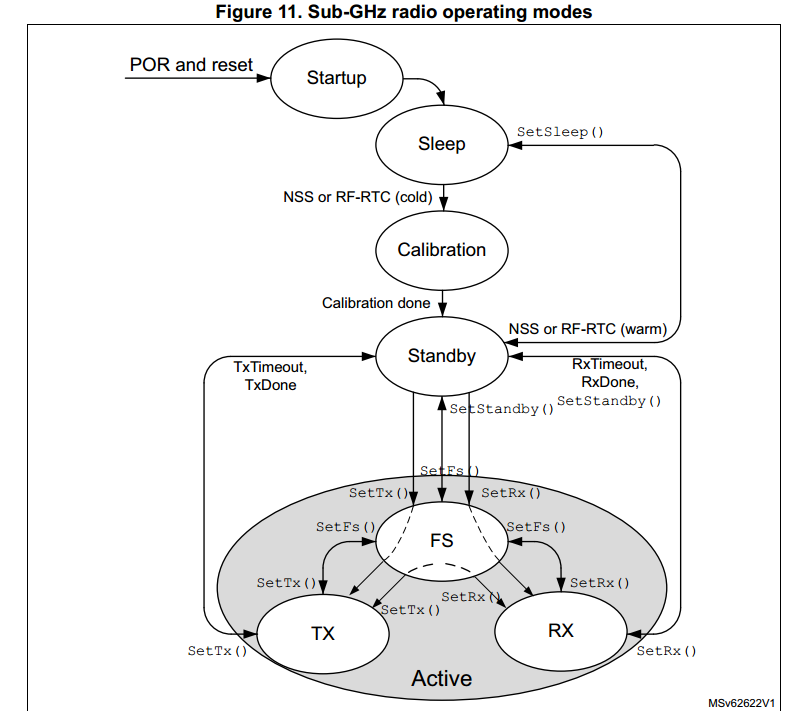 Figure 11. Sub-GHz radio operating modes
POR and reset
Startup
Sleep
SetSleep()
NSS or RF-RTC (cold)
Calibration
Calibration done
NSS or RF-RTC (warm)
Standby
TxTimeout,
TxDone
RxTimeout,
RxDone,
SetStandby()
SetStandby()
SetFs()
SetTx()
SetRx()
SetFs()
FS
SetFs()
SetTx()
SetRx()
SetRx()
SetTx()
TX
RX
SetTx()
SetRx()
Active
MSv62622V1